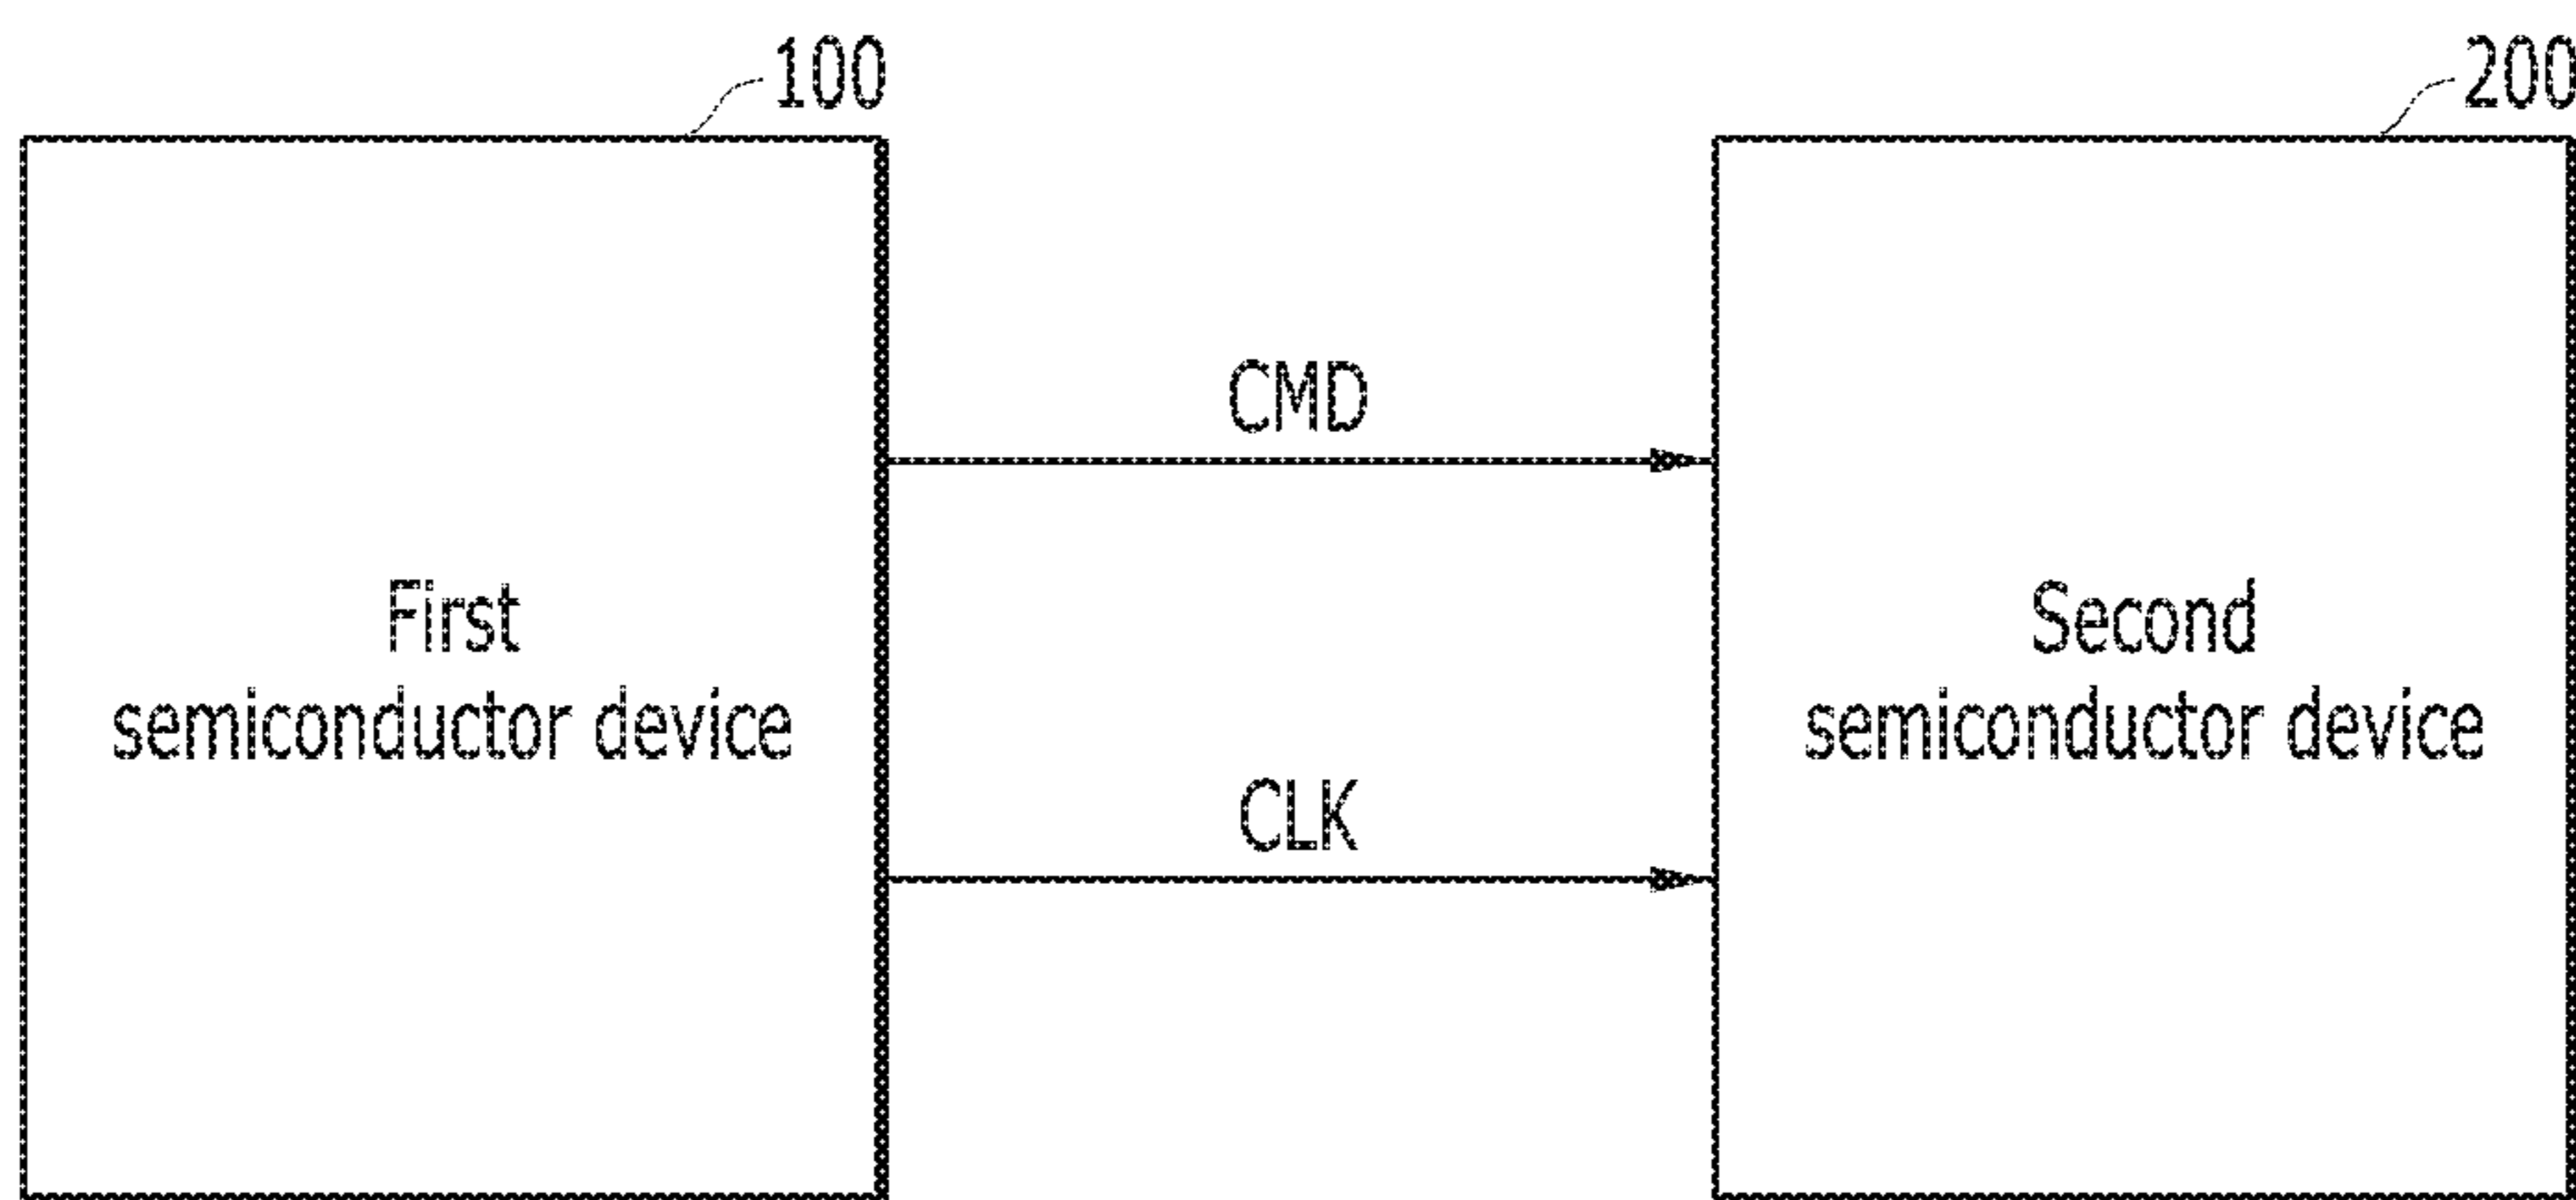 100
200
CMD
First
semiconductor device
Second
semiconductor device
CLK